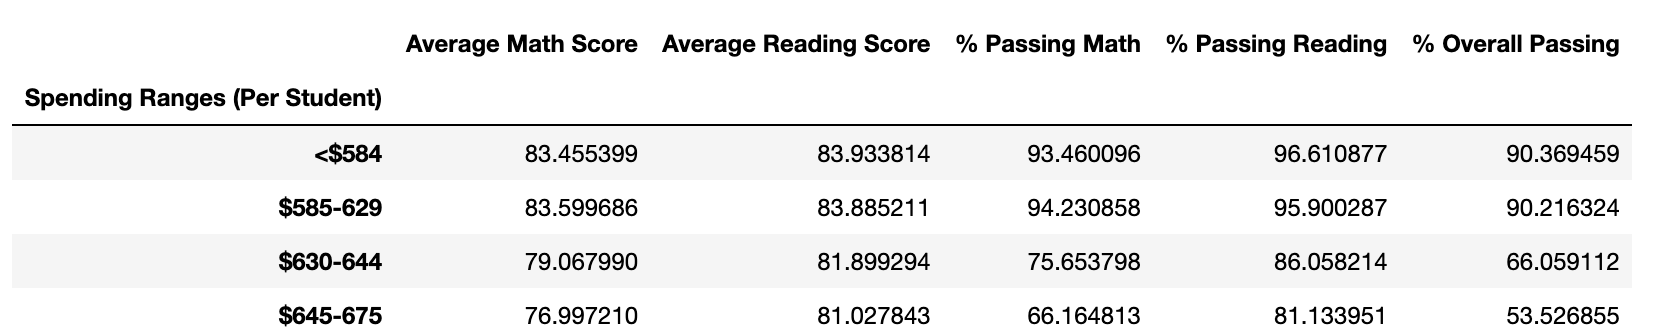 Average Math Score Average Reading Score % Passing Math % Passing Reading % Overall Passing
Spending Ranges (Per Student)
<$584 83.455399 83.933814 93.460096 96.610877 90.369459
$585-629 83.599686 83.885211 94.230858 95.900287 90.216324
$630-644 79.067990 81.899294 75.653798 86.058214 66.059112
$645-675 76.997210 81.027843 66.164813 81.133951 53.526855